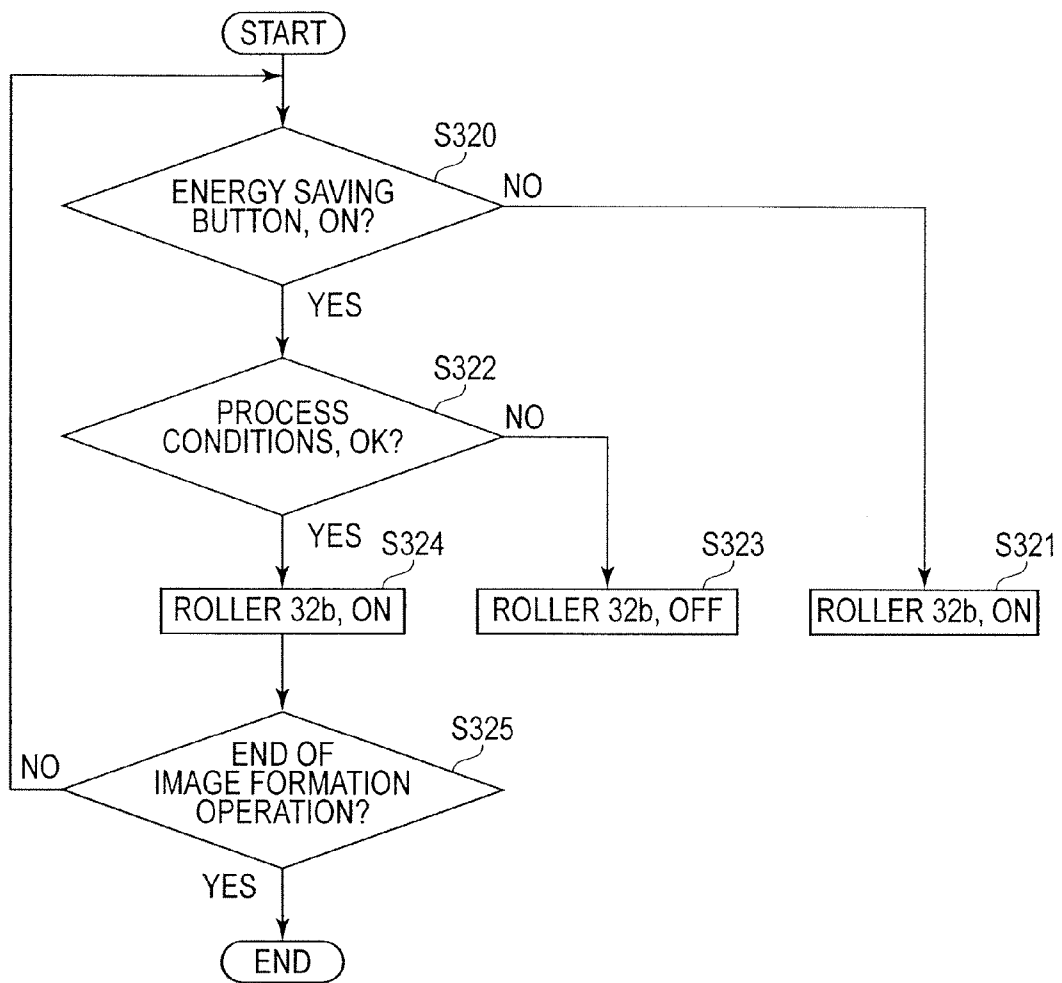 START
S320
ENERGY SAVING
BUTTON, ON?
NO
YES
S322
PROCESS
CONDITIONS, OK?
NO
YES
S324
S323
S321
ROLLER 32b, ON
ROLLER 32b, OFF
ROLLER 32b, ON
S325
END OF
IMAGE FORMATION
OPERATION?
NO
YES
END